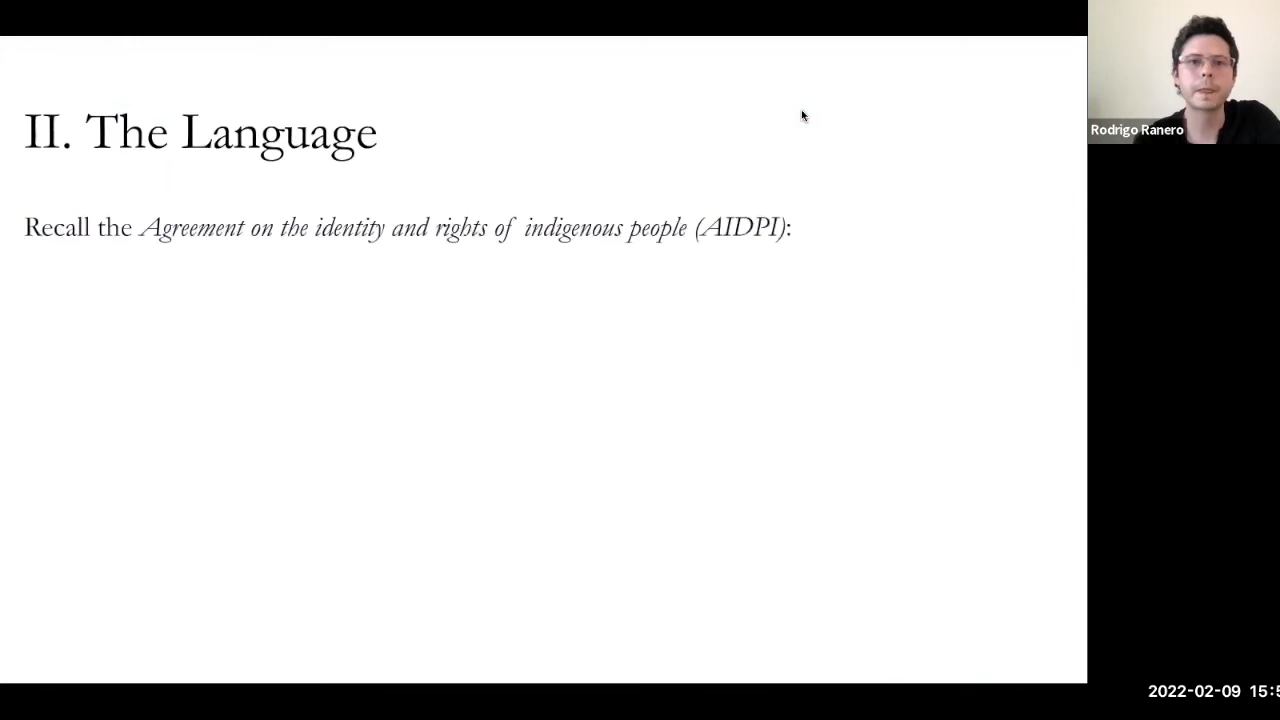 II. The Language
Recall the Agreement on the identity and rights of indigenous people (AIDPI):
Rodrigo Ranero
2022-02-09 15:5